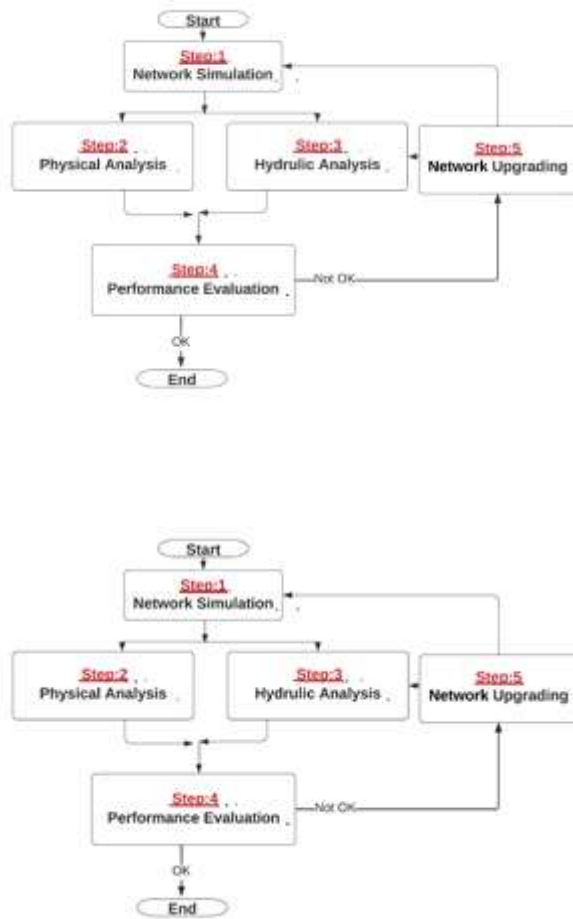 Start
Step:1
Network Simulation
Step:2
Physical Analysis
Step:3
Hydrulic Analysis
Step:5
Network Upgrading
Step:4
Performance Evaluation
Not OK
OK
End
Start
Step:1
Network Simulation
Step:2
Physical Analysis
Step:3
Hydrulic Analysis
Step:5
Network Upgrading
Step:4
Performance Evaluation
Not OK
OK
End